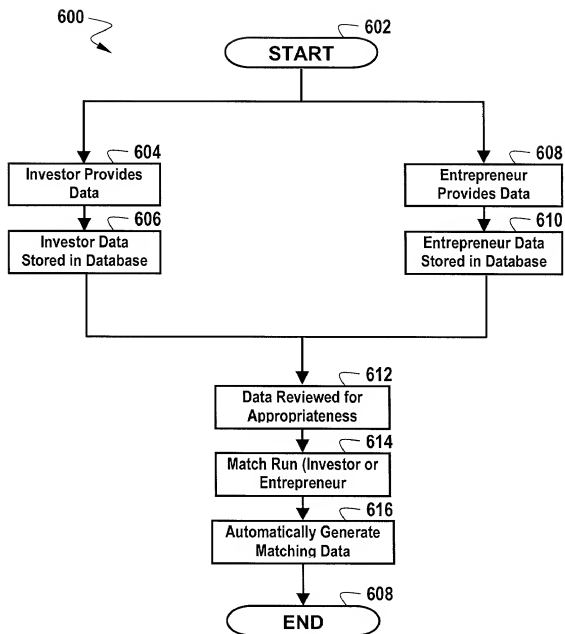 600
602
START
604
Investor Provides
Data
606
Investor Data
Stored in Database
608
Entrepreneur
Provides Data
610
Entrepreneur Data
Stored in Database
612
Data Reviewed for
Appropriateness
614
Match Run (Investor or
Entrepreneur
616
Automatically Generate
Matching Data
608
END